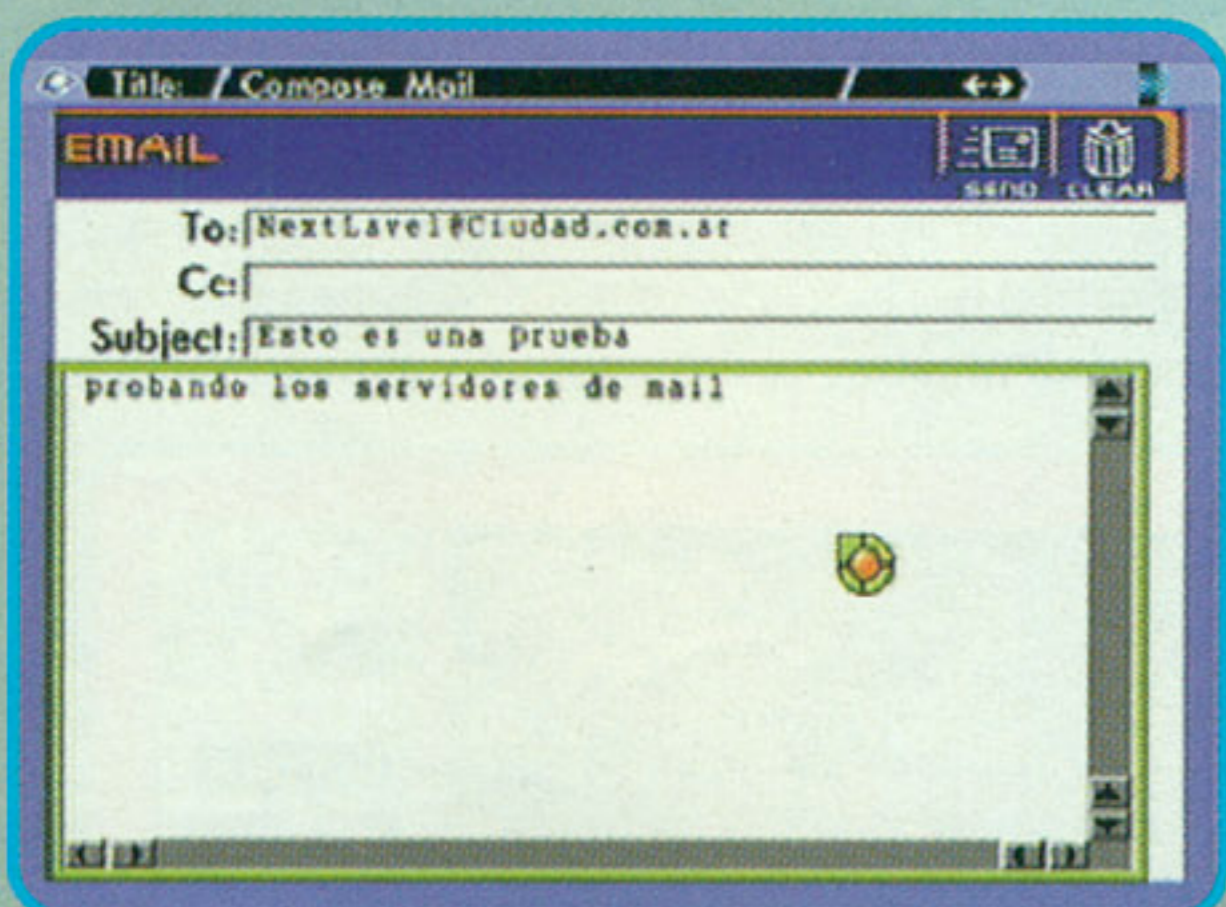 Title: / Compose Mail
EMAIL
SEND CLEAR
To: NextLavel@Ciudad.com.ar
Cc:
Subject: Esto es una prueba
probando los servidores de mail